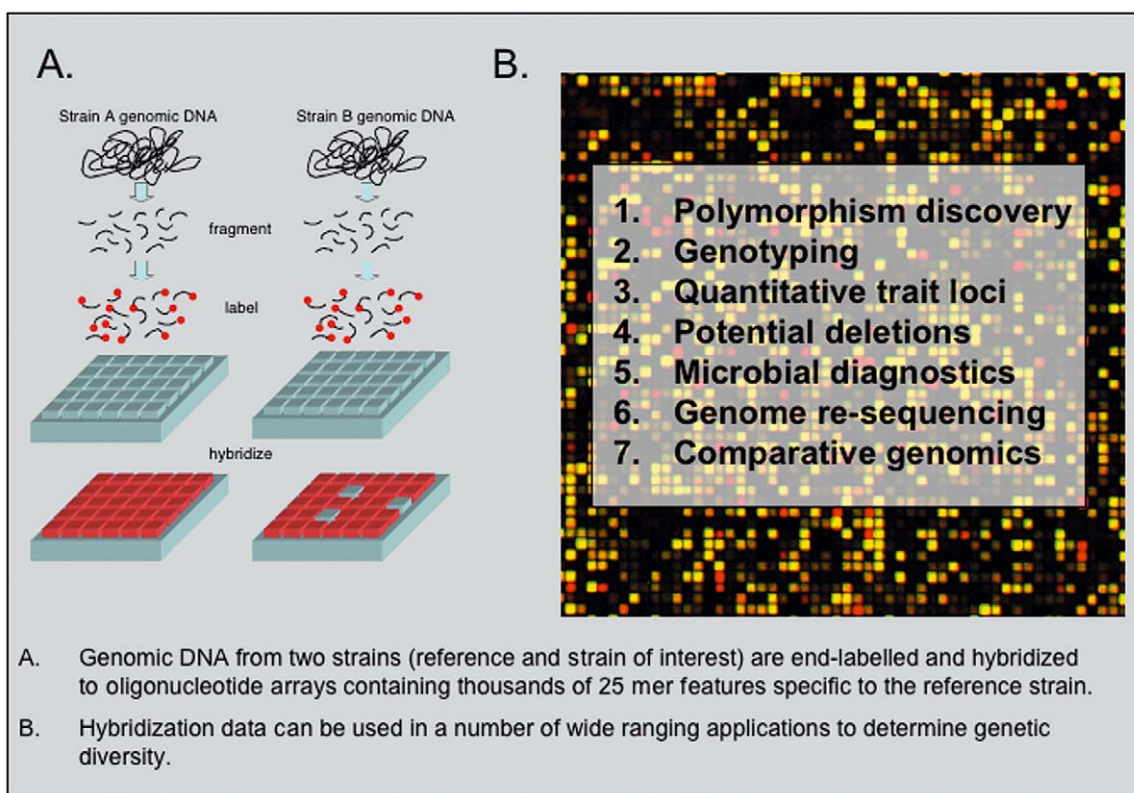 A.
Strain A genomic DNA
Strain B genomic DNA
fragment
label
hybridize
B.
1. Polymorphism discovery
2. Genotyping
3. Quantitative trait loci
4. Potential deletions
5. Microbial diagnostics
6. Genome re-sequencing
7. Comparative genomics
A. Genomic DNA from two strains (reference and strain of interest) are end-labelled and hybridized
to oligonucleotide arrays containing thousands of 25 mer features specific to the reference strain.
B. Hybridization data can be used in a number of wide ranging applications to determine genetic
diversity.